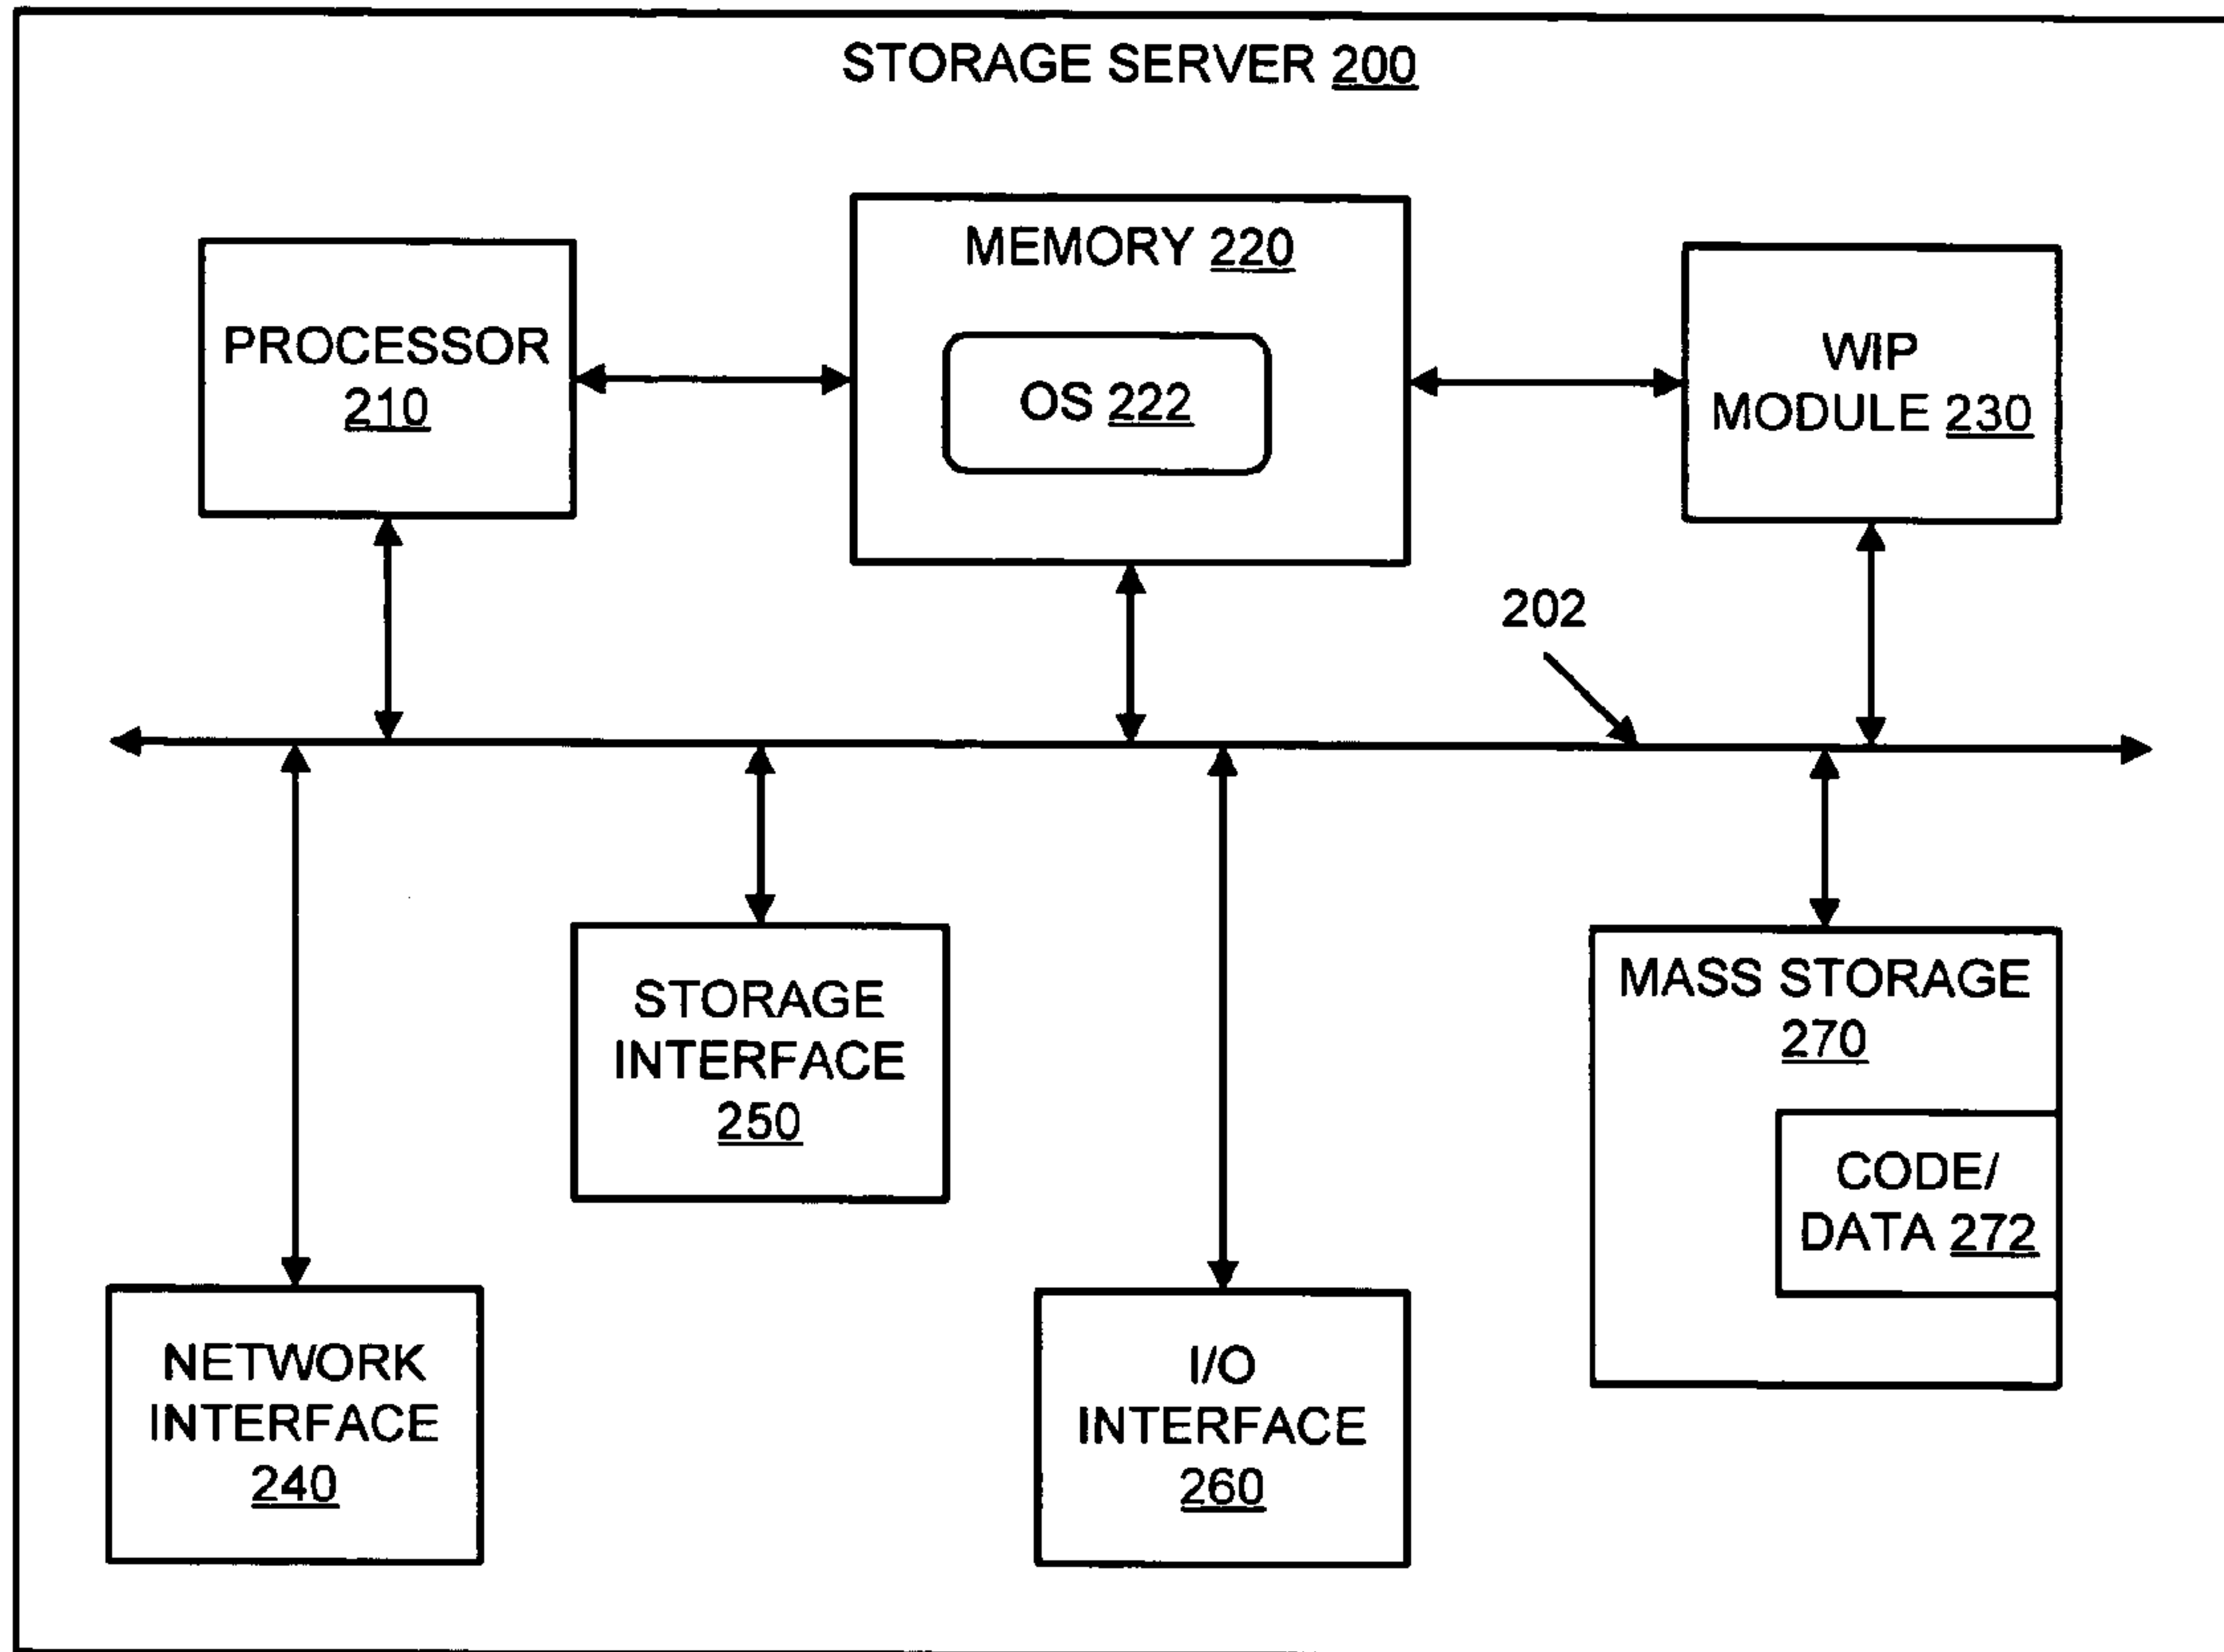 STORAGE SERVER 200
PROCESSOR
210
MEMORY 220
OS 222
WIP
MODULE 230
202
STORAGE
INTERFACE
250
MASS STORAGE
270
CODE/
DATA 272
NETWORK
INTERFACE
240
I/O
INTERFACE
260